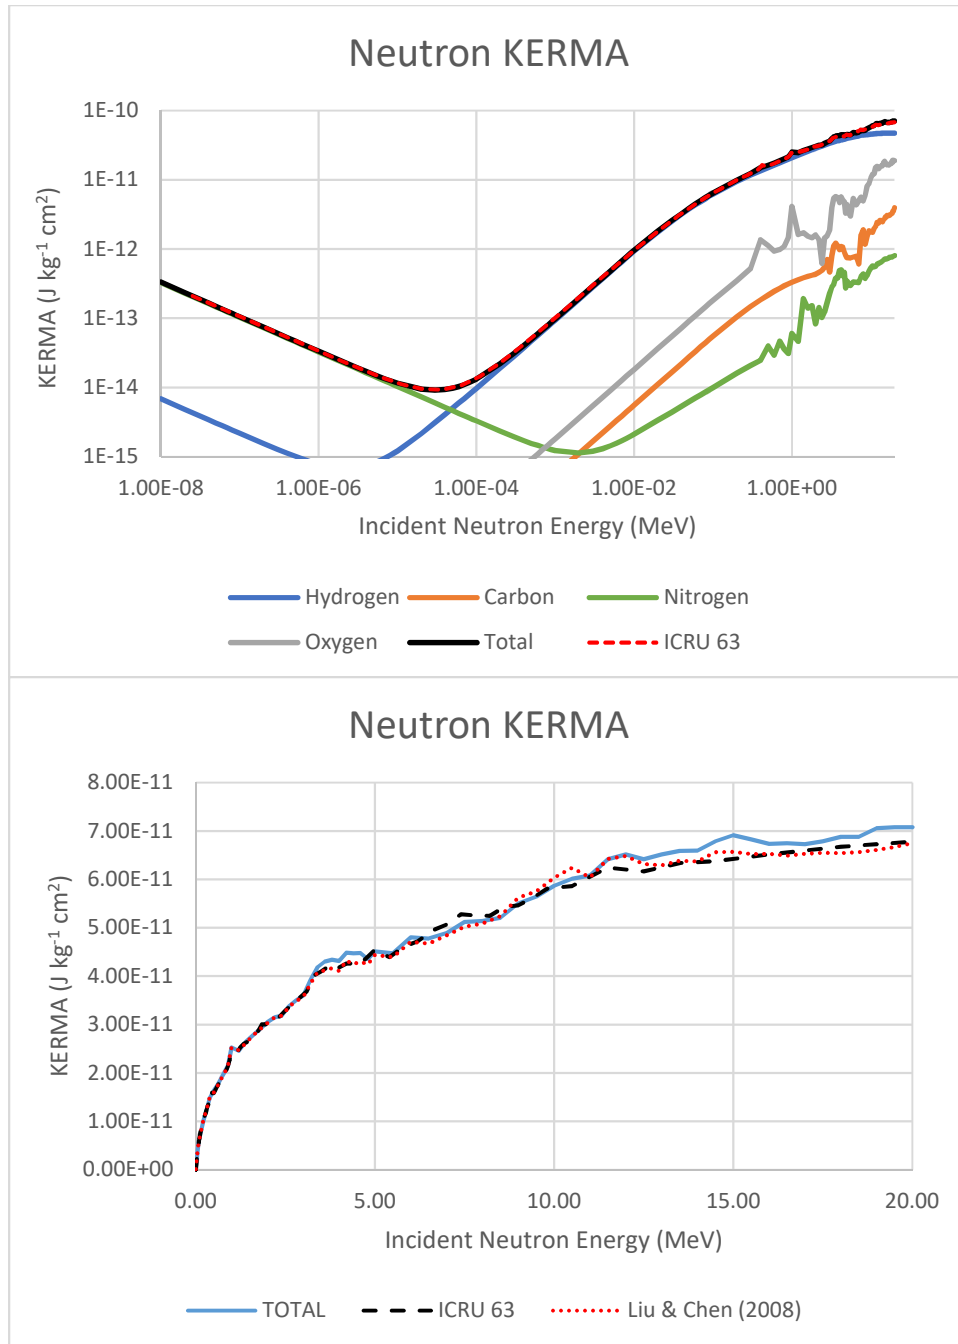 Neutron KERMA
KERMA (J kg⁻¹ cm²)
1E-10
1E-11
1E-12
1E-13
1E-14
1E-15
1.00E-08 1.00E-06 1.00E-04 1.00E-02 1.00E+00
Incident Neutron Energy (MeV)
Hydrogen Carbon Nitrogen
Oxygen Total ICRU 63
Neutron KERMA
KERMA (J kg⁻¹ cm²)
8.00E-11
7.00E-11
6.00E-11
5.00E-11
4.00E-11
3.00E-11
2.00E-11
1.00E-11
0.00E+00
0.00 5.00 10.00 15.00 20.00
Incident Neutron Energy (MeV)
TOTAL ICRU 63 Liu & Chen (2008)